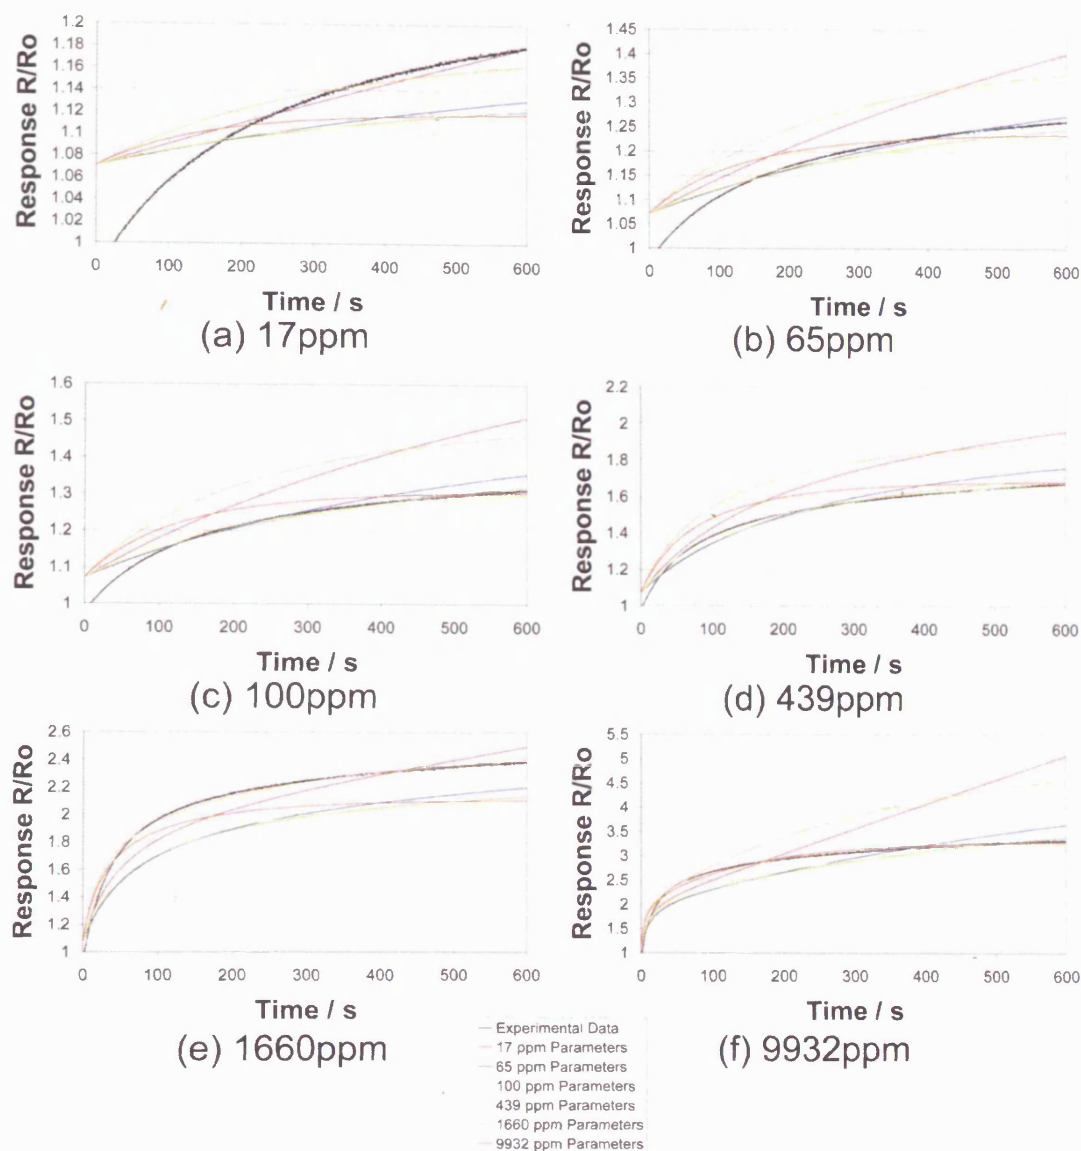 Response R/Ro
1.2
1.18
1.16
1.14
1.12
1.1
1.08
1.06
1.04
1.02
1
0 100 200 300 400 500 600
Time / s
(a) 17ppm
Response R/Ro
1.45
1.4
1.35
1.3
1.25
1.2
1.15
1.1
1.05
1
0 100 200 300 400 500 600
Time / s
(b) 65ppm
Response R/Ro
1.6
1.5
1.4
1.3
1.2
1.1
1
0 100 200 300 400 500 600
Time / s
(c) 100ppm
Response R/Ro
2.2
2
1.8
1.6
1.4
1.2
1
0 100 200 300 400 500 600
Time / s
(d) 439ppm
Response R/Ro
2.6
2.4
2.2
2
1.8
1.6
1.4
1.2
1
0 100 200 300 400 500 600
Time / s
(e) 1660ppm
Response R/Ro
5.5
5
4.5
4
3.5
3
2.5
2
1.5
1
0 100 200 300 400 500 600
Time / s
(f) 9932ppm
Experimental Data
17 ppm Parameters
65 ppm Parameters
100 ppm Parameters
439 ppm Parameters
1660 ppm Parameters
9932 ppm Parameters